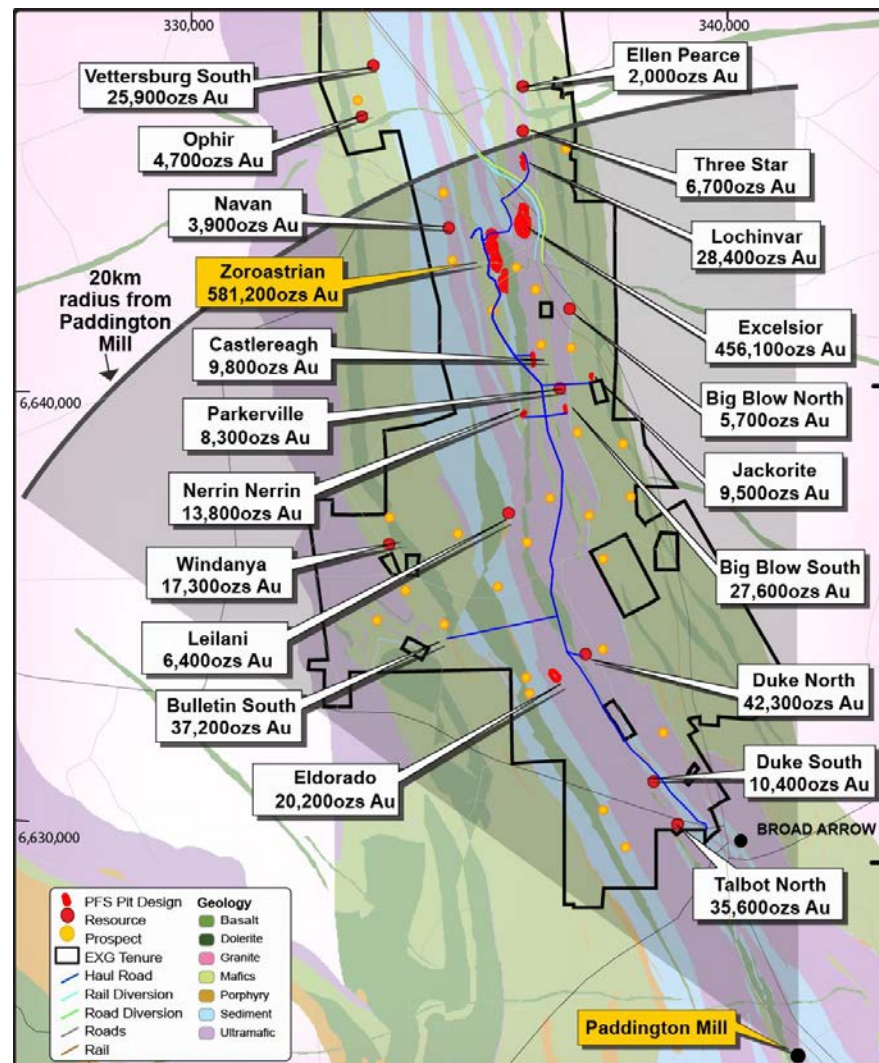 330,000
340,000
Vettersburg South
25,900ozs Au
Ellen Pearce
2,000ozs Au
Ophir
4,700ozs Au
Three Star
6,700ozs Au
Navan
3,900ozs Au
Lochinvar
28,400ozs Au
Zoroastrian
581,200ozs Au
20km
radius from
Paddington
Mill
Excelsior
456,100ozs Au
Castlereagh
9,800ozs Au
Big Blow North
5,700ozs Au
6,640,000
Parkerville
8,300ozs Au
Jackorite
9,500ozs Au
Nerrin Nerrin
13,800ozs Au
Big Blow South
27,600ozs Au
Windanya
17,300ozs Au
Leilani
6,400ozs Au
Duke North
42,300ozs Au
Bulletin South
37,200ozs Au
Duke South
10,400ozs Au
Eldorado
20,200ozs Au
6,630,000
BROAD ARROW
Talbot North
35,600ozs Au
PFS Pit Design
Resource
Prospect
EXG Tenure
Haul Road
Rail Diversion
Road Diversion
Roads
Rail
Geology
Basalt
Dolerite
Granite
Mafics
Porphyry
Sediment
Ultramafic
Paddington Mill